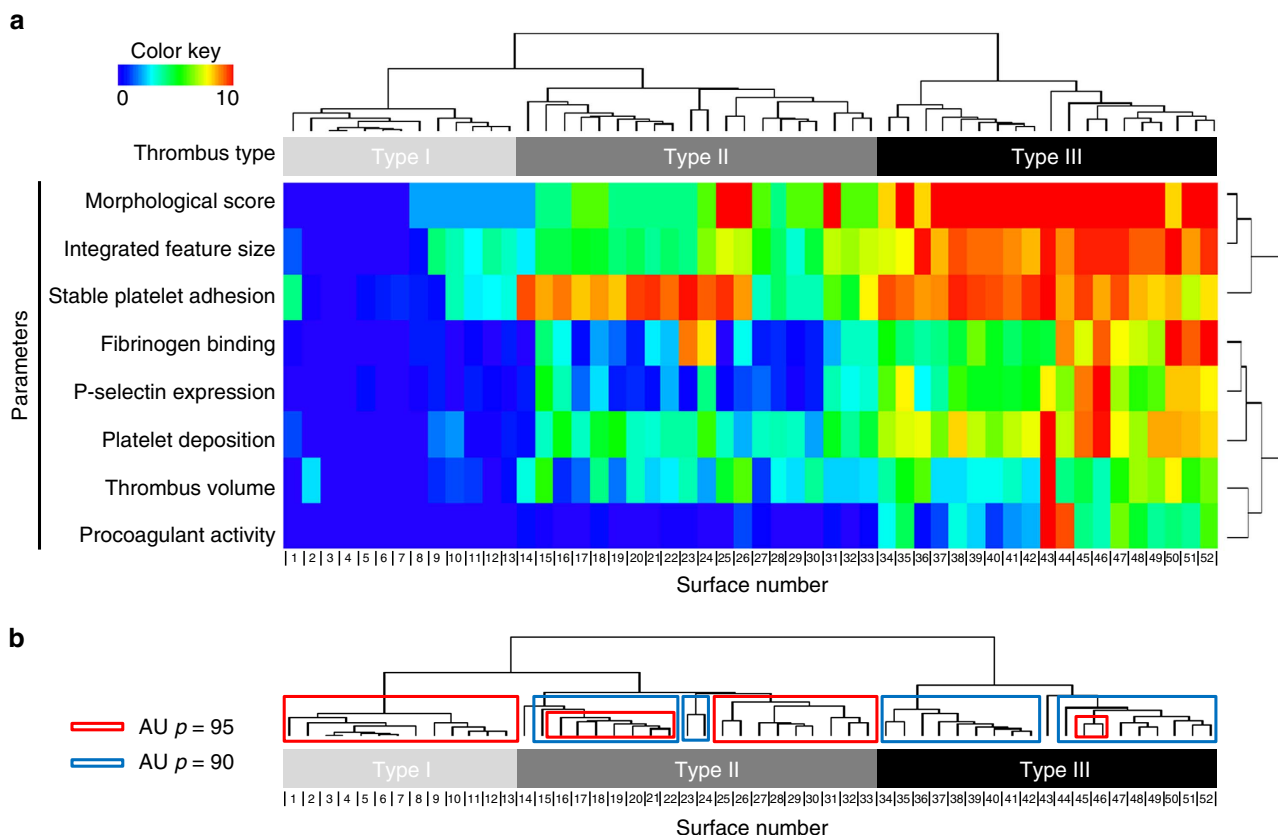 a
Color key
0 10
Thrombus type
Type I Type II Type III
Parameters
Morphological score
Integrated feature size
Stable platelet adhesion
Fibrinogen binding
P-selectin expression
Platelet deposition
Thrombus volume
Procoagulant activity
1 2 3 4 5 6 7 8 9 10 11 12 13 14 15 16 17 18 19 20 21 22 23 24 25 26 27 28 29 30 31 32 33 34 35 36 37 38 39 40 41 42 43 44 45 46 47 48 49 50 51 52
Surface number
b
AU p = 95
AU p = 90
Type I Type II Type III
1 2 3 4 5 6 7 8 9 10 11 12 13 14 15 16 17 18 19 20 21 22 23 24 25 26 27 28 29 30 31 32 33 34 35 36 37 38 39 40 41 42 43 44 45 46 47 48 49 50 51 52
Surface number